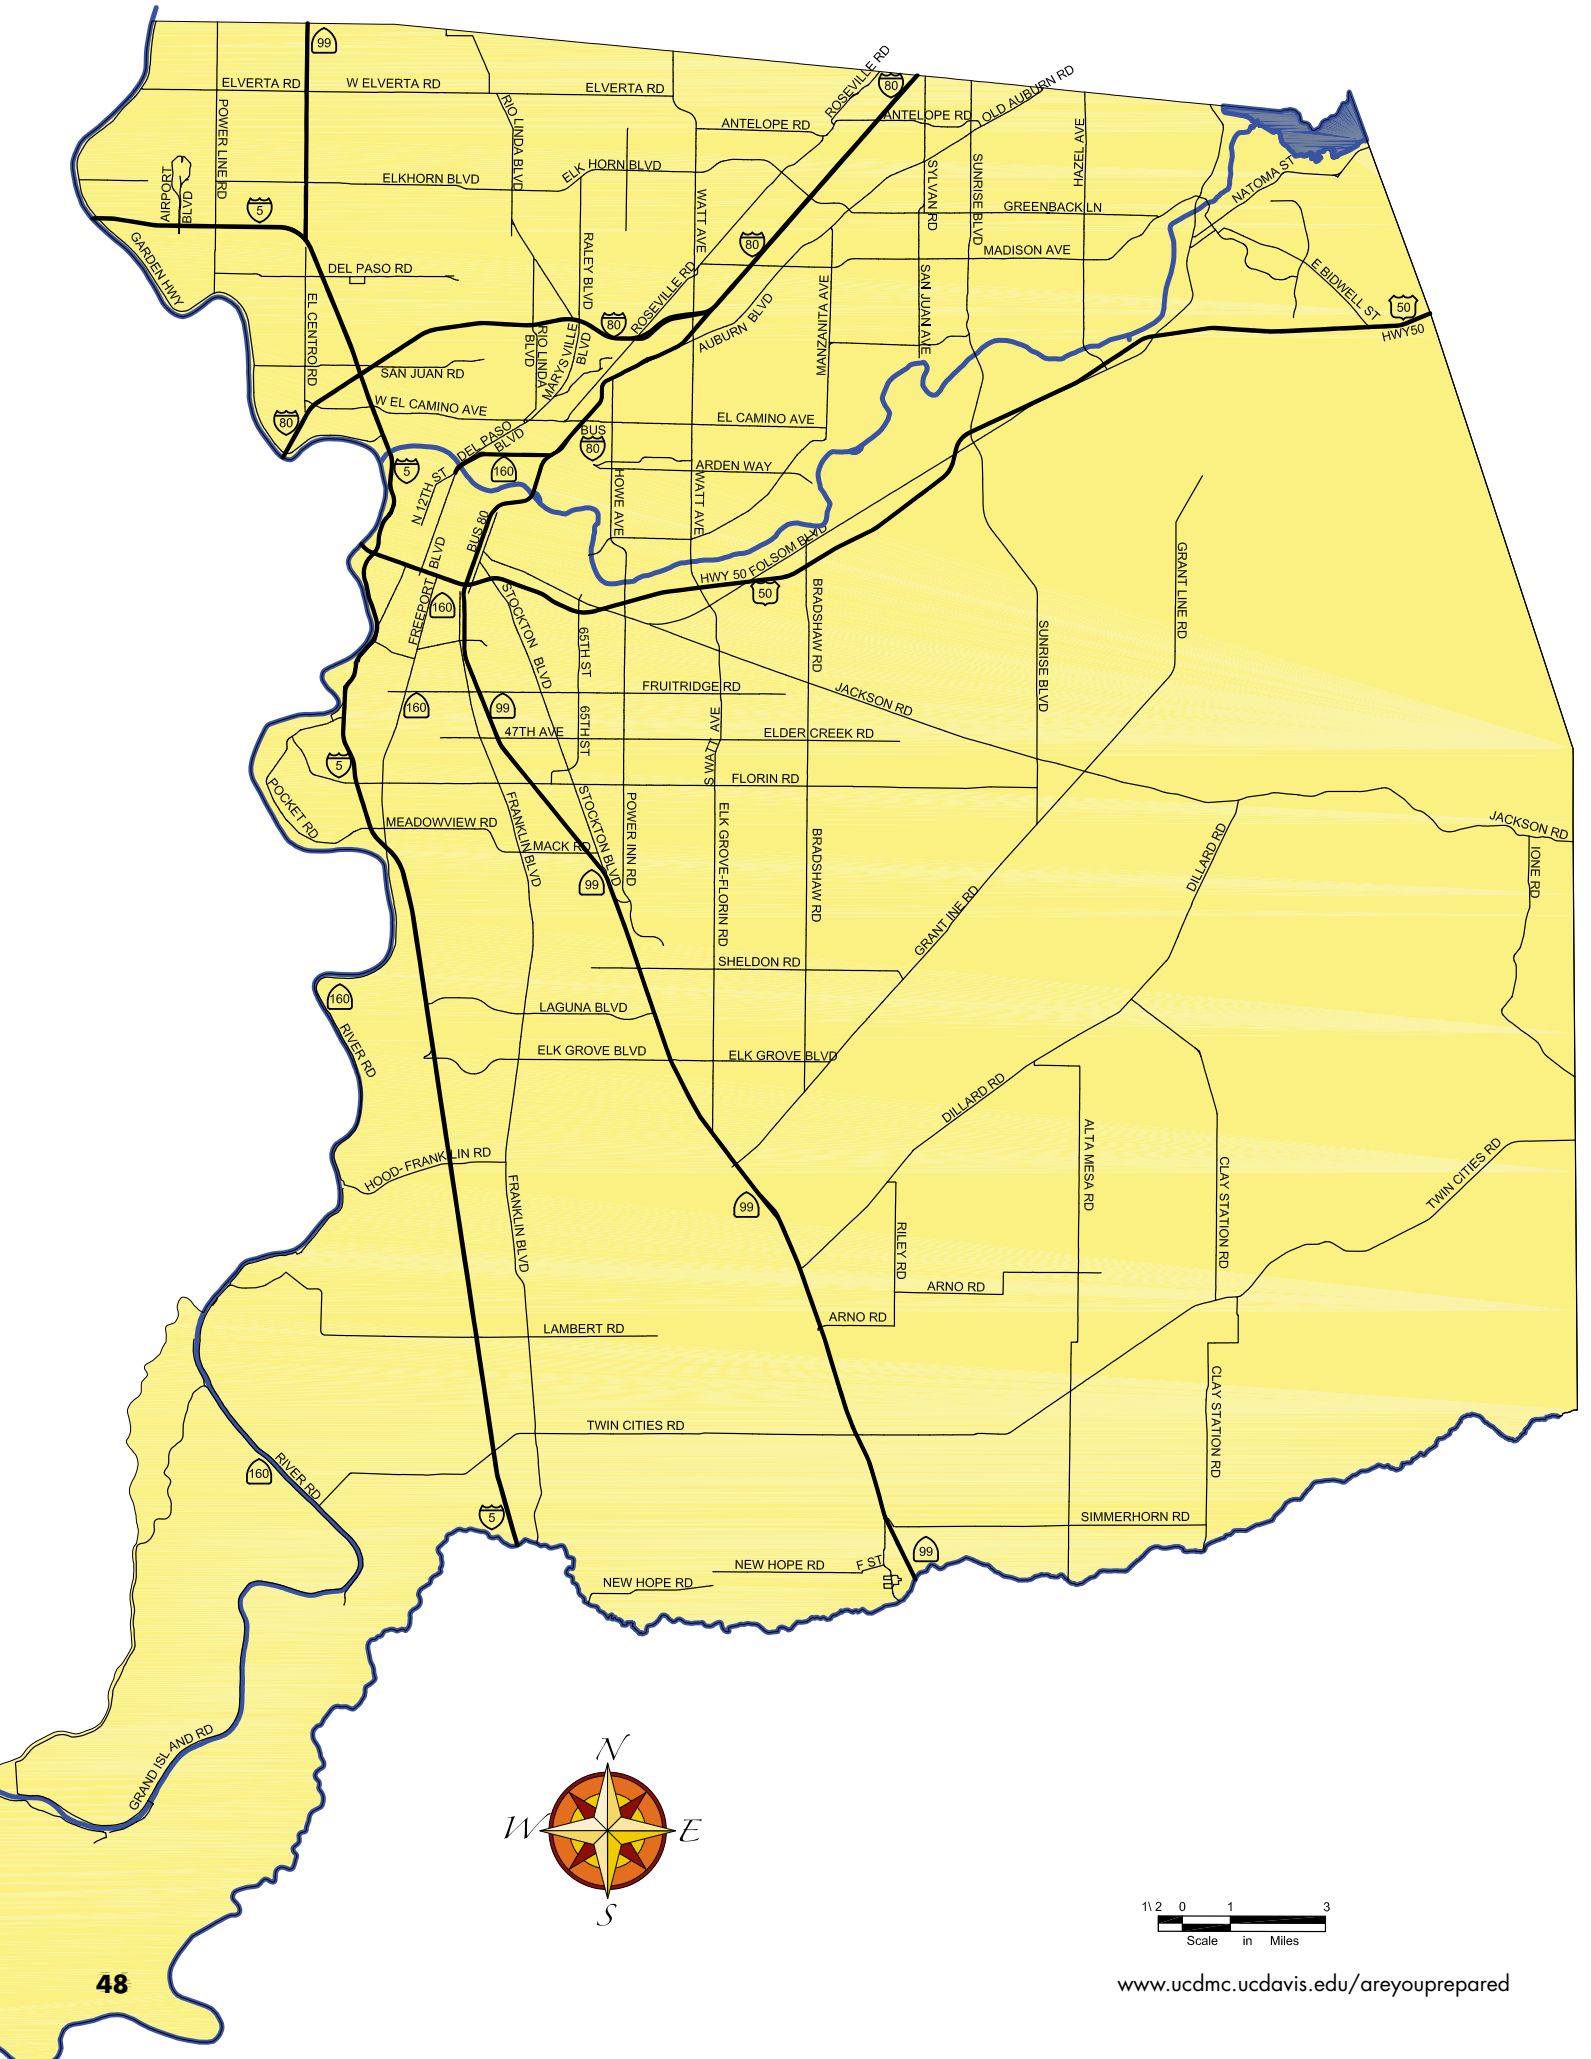 99
ROSEVILLE RD
80
OLD AUBURN RD
ELVERTA RD
W ELVERTA RD
ELVERTA RD
POWER LINE RD
RIO LINDA BLVD
ANTELOPE RD
ANTELOPE RD
HAZEL AVE
ELK HORN BLVD
ELKHORN BLVD
AIRPORT
BLVD
SYLVAN RD
SUNRISE BLVD
NATOMA ST
WATT AVE
5
GREENBACK LN
GARDEN HWY
RALEY BLVD
80
MADISON AVE
DEL PASO RD
ROSEVILLE RD
E BIDWELL ST
EL CENTRO RD
MANZANITA AVE
SAN JUAN AVE
50
HWY50
80
AUBURN BLVD
RIO LINDA
BLVD
MARYSVILLE
BLVD
SAN JUAN RD
W EL CAMINO AVE
EL CAMINO AVE
80
DEL PASO
BLVD
BUS
80
5
160
ARDEN WAY
N 12TH ST
HOWE AVE
WATT AVE
BUS 80
HWY 50
FOLSOM BLVD
50
FREEPORT BLVD
160
STOCKTON BLVD
65TH ST
BRADSHAW RD
SUNRISE BLVD
GRANT LINE RD
FRUITRIDGE RD
JACKSON RD
160
99
65TH ST
S WATT AVE
47TH AVE
ELDER CREEK RD
5
FLORIN RD
POCKET RD
MEADOWVIEW RD
FRANKLIN BLVD
STOCKTON BLVD
POWER INN RD
ELK GROVE-FLORIN RD
BRADSHAW RD
MACK RD
99
DILLARD RD
JACKSON RD
IONE RD
GRANT INE RD
SHELDON RD
160
RIVER RD
LAGUNA BLVD
ELK GROVE BLVD
ELK GROVE BLVD
DILLARD RD
ALTA MESA RD
HOOD-FRANKLIN RD
FRANKLIN BLVD
CLAY STATION RD
TWIN CITIES RD
99
RILEY RD
ARNO RD
ARNO RD
LAMBERT RD
CLAY STATION RD
TWIN CITIES RD
160
RIVER RD
5
SIMMERHORN RD
99
NEW HOPE RD
F ST
NEW HOPE RD
GRAND ISLAND RD
N
W
E
S
1\2 0 1 3
Scale in Miles
48
www.ucdmc.ucdavis.edu/areyouprepared